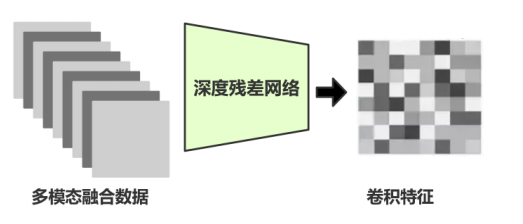 深度残差网络
多模态融合数据
卷积特征